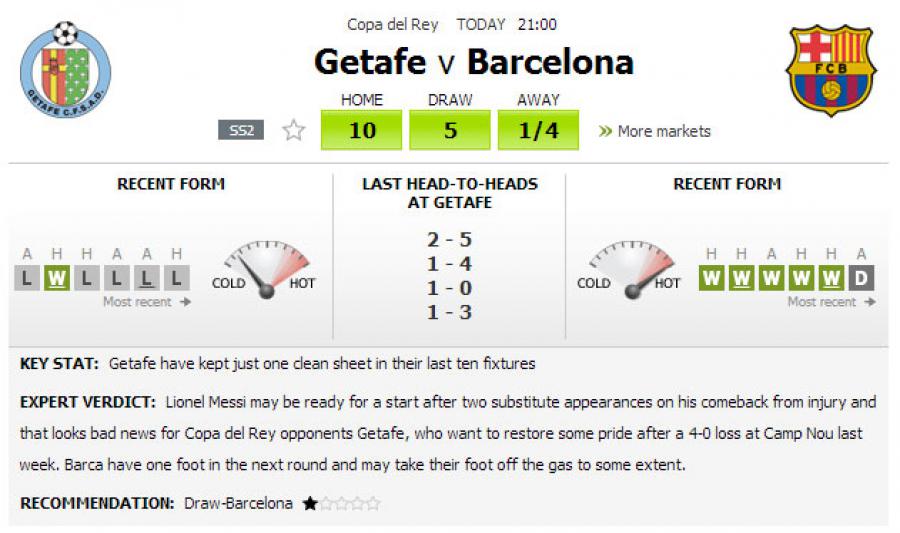 Copa del Rey TODAY 21:00
Getafe v Barcelona
HOME DRAW AWAY
SS2 10 5 1/4 » More markets
GETAFE C.F.S.A.D.
FCB
RECENT FORM
A H H A A H
L W L L L L
Most recent →
COLD HOT
LAST HEAD-TO-HEADS
AT GETAFE
2 - 5
1 - 4
1 - 0
1 - 3
RECENT FORM
COLD HOT
H H A H H A
W W W W W D
Most recent →
KEY STAT: Getafe have kept just one clean sheet in their last ten fixtures
EXPERT VERDICT: Lionel Messi may be ready for a start after two substitute appearances on his comeback from injury and
that looks bad news for Copa del Rey opponents Getafe, who want to restore some pride after a 4-0 loss at Camp Nou last
week. Barca have one foot in the next round and may take their foot off the gas to some extent.
RECOMMENDATION: Draw-Barcelona